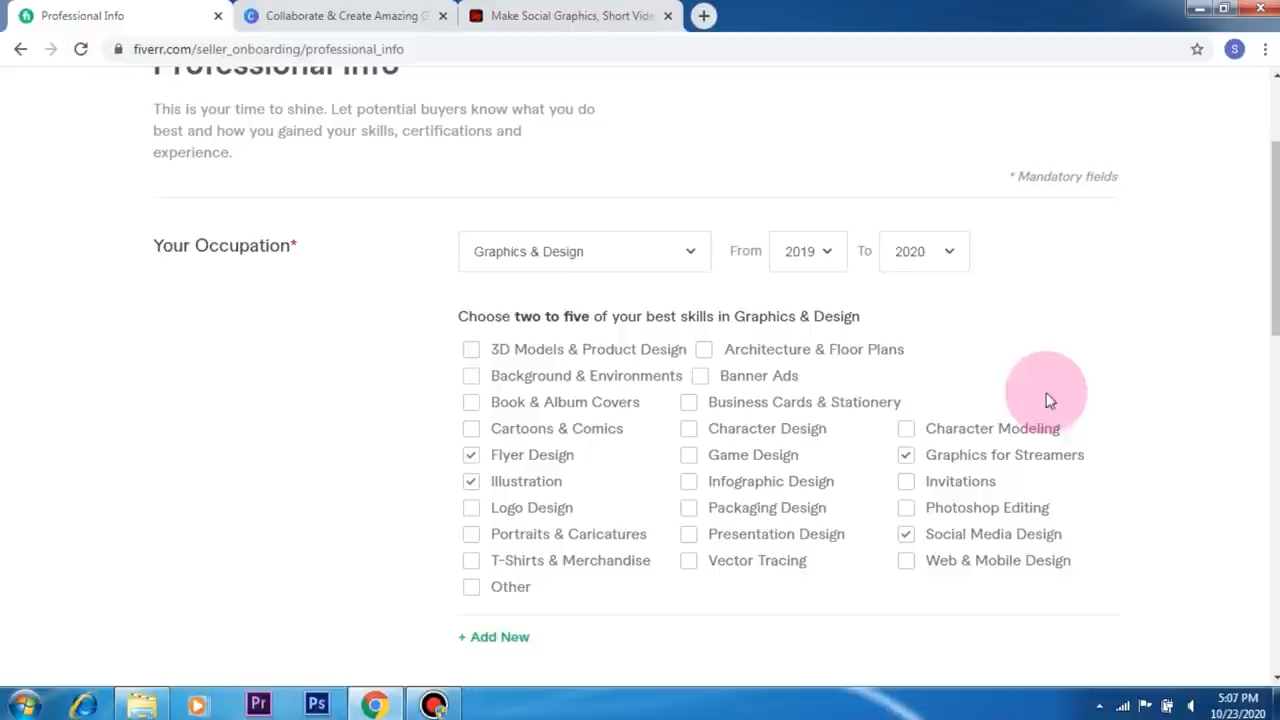 Professional Info
Collaborate & Create Amazing G
Make Social Graphics, Short Vide
fiverr.com/seller_onboarding/professional_info
S
Professional Info
This is your time to shine. Let potential buyers know what you do
best and how you gained your skills, certifications and
experience.
* Mandatory fields
Your Occupation*
Graphics & Design
From
2019
To
2020
Choose two to five of your best skills in Graphics & Design
3D Models & Product Design
Architecture & Floor Plans
Background & Environments
Banner Ads
Book & Album Covers
Business Cards & Stationery
Cartoons & Comics
Character Design
Character Modeling
Flyer Design
Game Design
Graphics for Streamers
Illustration
Infographic Design
Invitations
Logo Design
Packaging Design
Photoshop Editing
Portraits & Caricatures
Presentation Design
Social Media Design
T-Shirts & Merchandise
Vector Tracing
Web & Mobile Design
Other
+ Add New
Pr
Ps
5:07 PM
10/23/2020